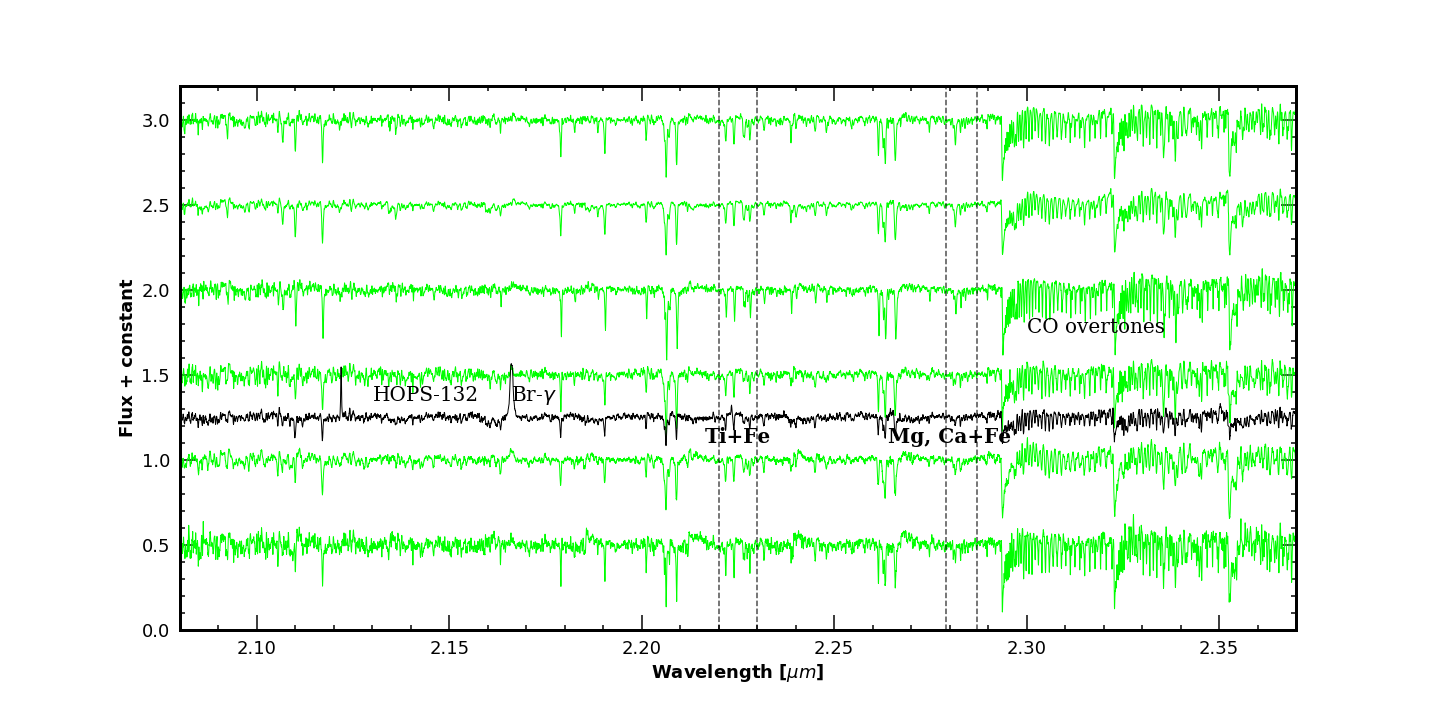 3.0
2.5
2.0
CO overtones
1.5
HOPS-132 Br-γ
Ti+Fe Mg, Ca+Fe
1.0
0.5
0.0
2.10 2.15 2.20 2.25 2.30 2.35
Wavelength [μm]
Flux + constant